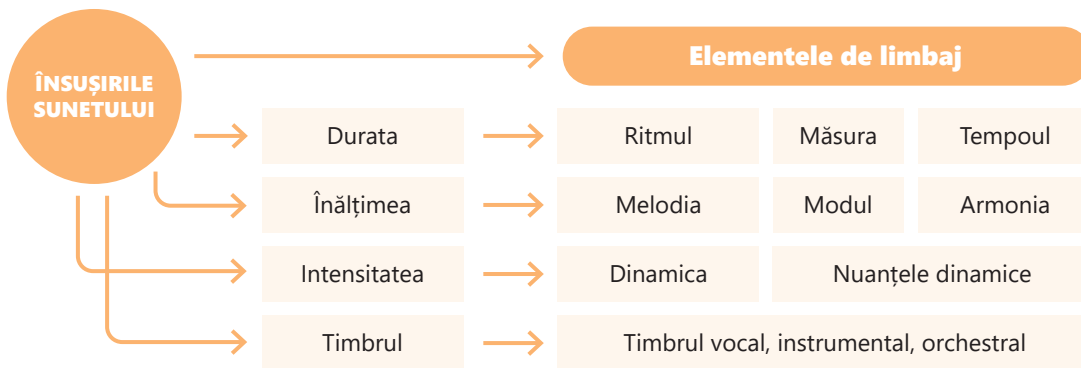 ÎNSUȘIRILE
SUNETULUI
Elementele de limbaj
Durata
Ritmul
Măsura
Tempoul
Înălțimea
Melodia
Modul
Armonia
Intensitatea
Dinamica
Nuanțele dinamice
Timbrul
Timbrul vocal, instrumental, orchestral